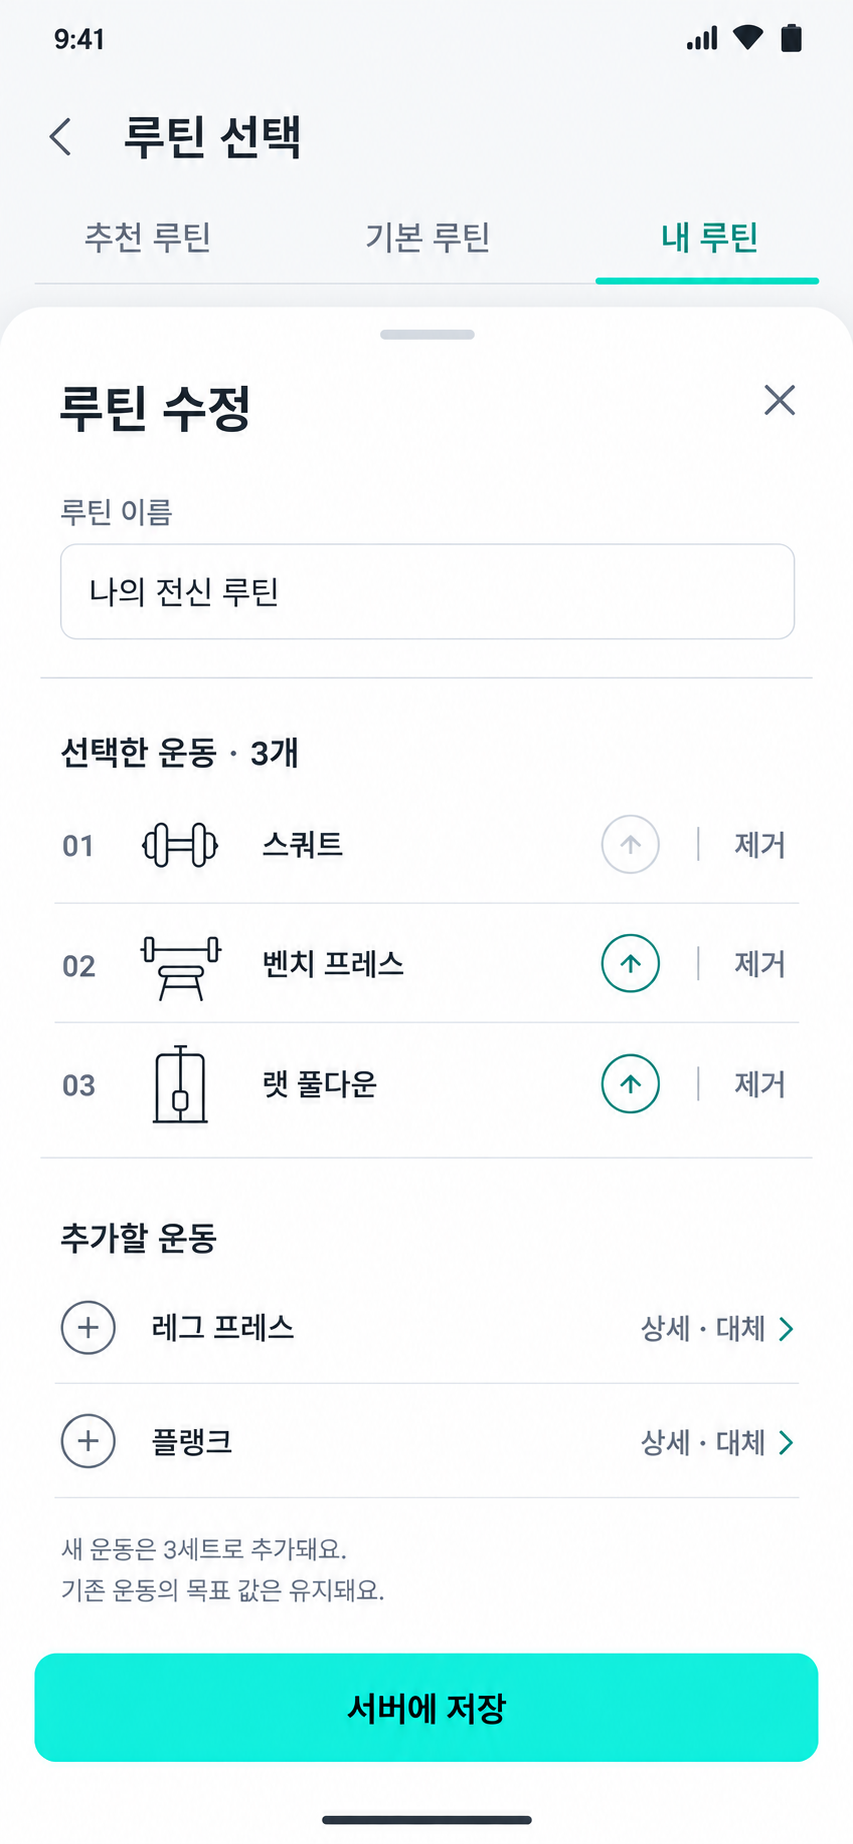 9:41
루틴 선택
추천 루틴 기본 루틴 내 루틴
루틴 수정
루틴 이름
나의 전신 루틴
선택한 운동 · 3개
01 스쿼트 제거
02 벤치 프레스 제거
03 랫 풀다운 제거
추가할 운동
레그 프레스 상세 · 대체
플랭크 상세 · 대체
새 운동은 3세트로 추가돼요.
기존 운동의 목표 값은 유지돼요.
서버에 저장